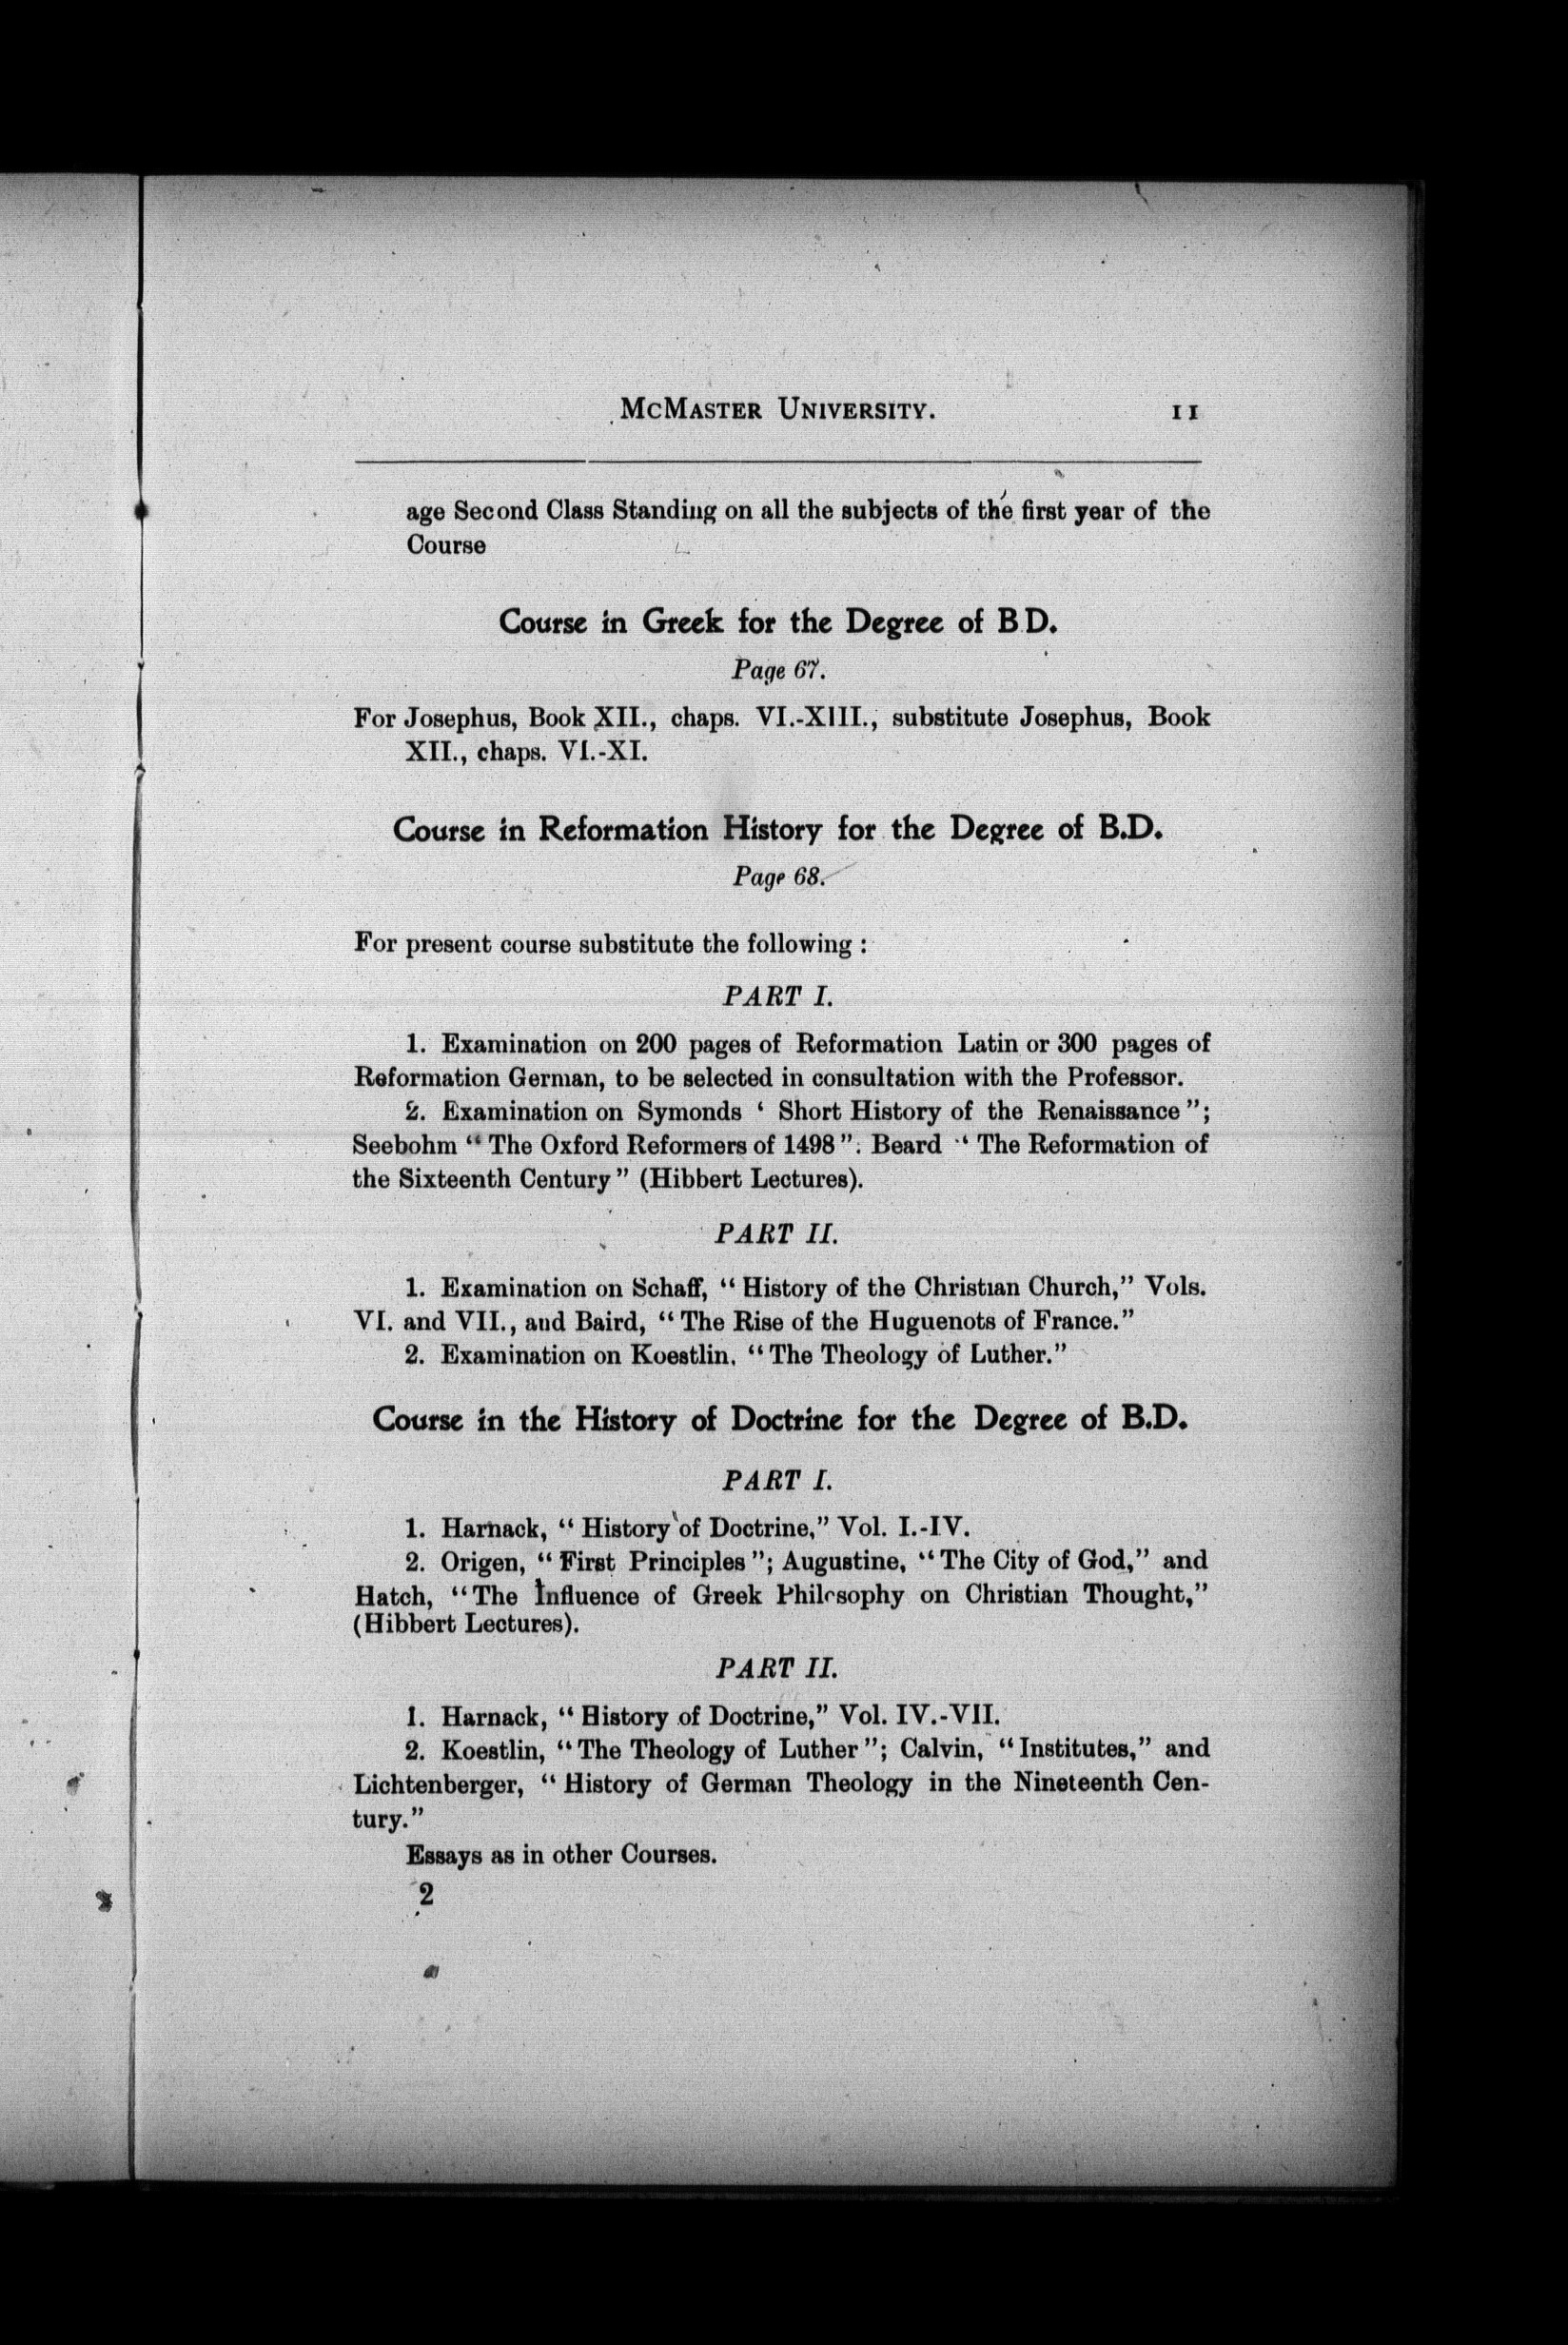 McMaster University. 11
age Second Class Standing on all the subjects of the first year of the
Course
Course in Greek for the Degree of B D.
Page 67.
For Josephus, Book XII., chaps. VI.-XIII., substitute Josephus, Book
XII., chaps. VI.-XI.
Course in Reformation History for the Degree of B.D.
Page 68.
For present course substitute the following :
PART I.
1. Examination on 200 pages of Reformation Latin or 300 pages of
Reformation German, to be selected in consultation with the Professor.
2. Examination on Symonds ‘ Short History of the Renaissance”;
Seebohm “ The Oxford Reformers of 1498”. Beard “ The Reformation of
the Sixteenth Century” (Hibbert Lectures).
PART II.
1. Examination on Schaff, “ History of the Christian Church,” Vols.
VI. and VII., and Baird, “ The Rise of the Huguenots of France.”
2. Examination on Koestlin. “ The Theology of Luther.”
Course in the History of Doctrine for the Degree of B.D.
PART I.
1. Harnack, “ History of Doctrine,” Vol. I.-IV.
2. Origen, “ First Principles”; Augustine, “ The City of God,” and
Hatch, “ The Influence of Greek Philosophy on Christian Thought,”
(Hibbert Lectures).
PART II.
1. Harnack, “ History of Doctrine,” Vol. IV.-VII.
2. Koestlin, “ The Theology of Luther”; Calvin, “ Institutes,” and
Lichtenberger, “ History of German Theology in the Nineteenth Cen-
tury.”
Essays as in other Courses.
2